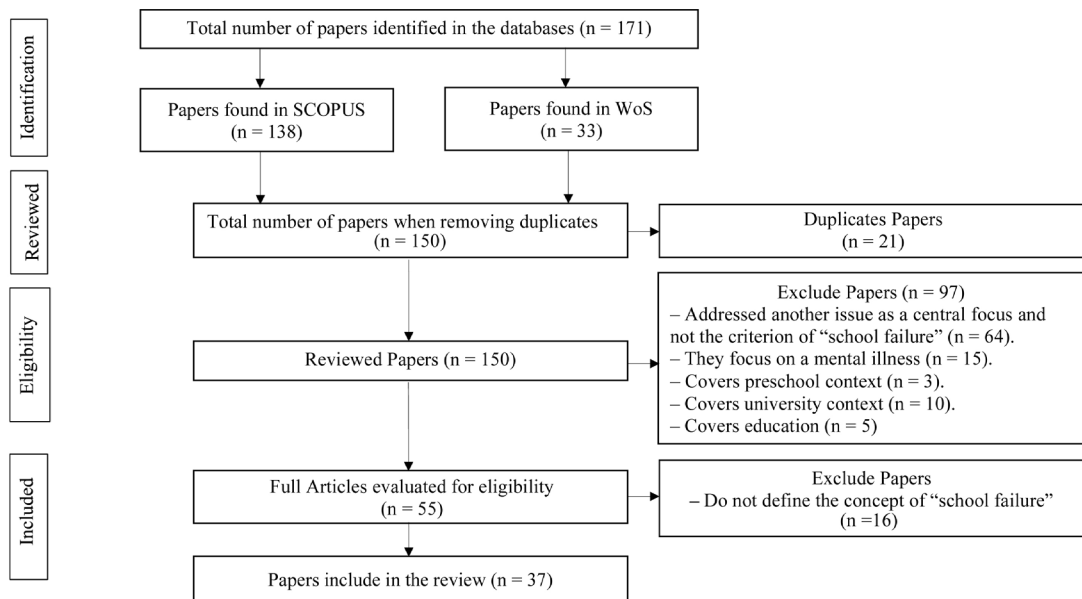 Identification
Total number of papers identified in the databases (n = 171)
Papers found in SCOPUS
(n = 138)
Papers found in WoS
(n = 33)
Reviewed
Total number of papers when removing duplicates
(n = 150)
Duplicates Papers
(n = 21)
Eligibility
Reviewed Papers (n = 150)
Exclude Papers (n = 97)
– Addressed another issue as a central focus and
not the criterion of “school failure” (n = 64).
– They focus on a mental illness (n = 15).
– Covers preschool context (n = 3).
– Covers university context (n = 10).
– Covers education (n = 5)
Included
Full Articles evaluated for eligibility
(n = 55)
Exclude Papers
– Do not define the concept of “school failure”
(n =16)
Papers include in the review (n = 37)